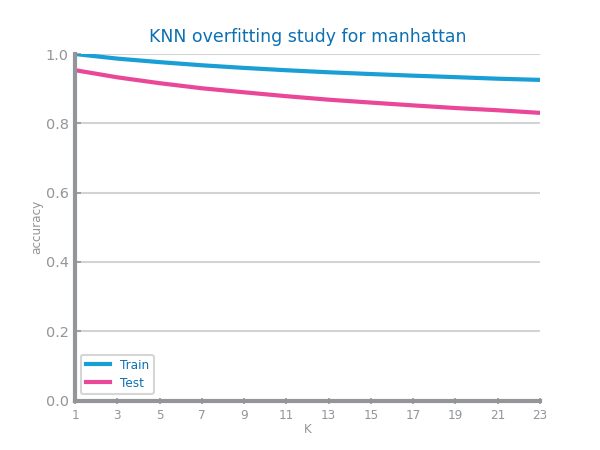 KNN overfitting study for manhattan
1.0
0.8
0.6
0.4
0.2
0.0
accuracy
Train
Test
1 3 5 7 9 11 13 15 17 19 21 23
K